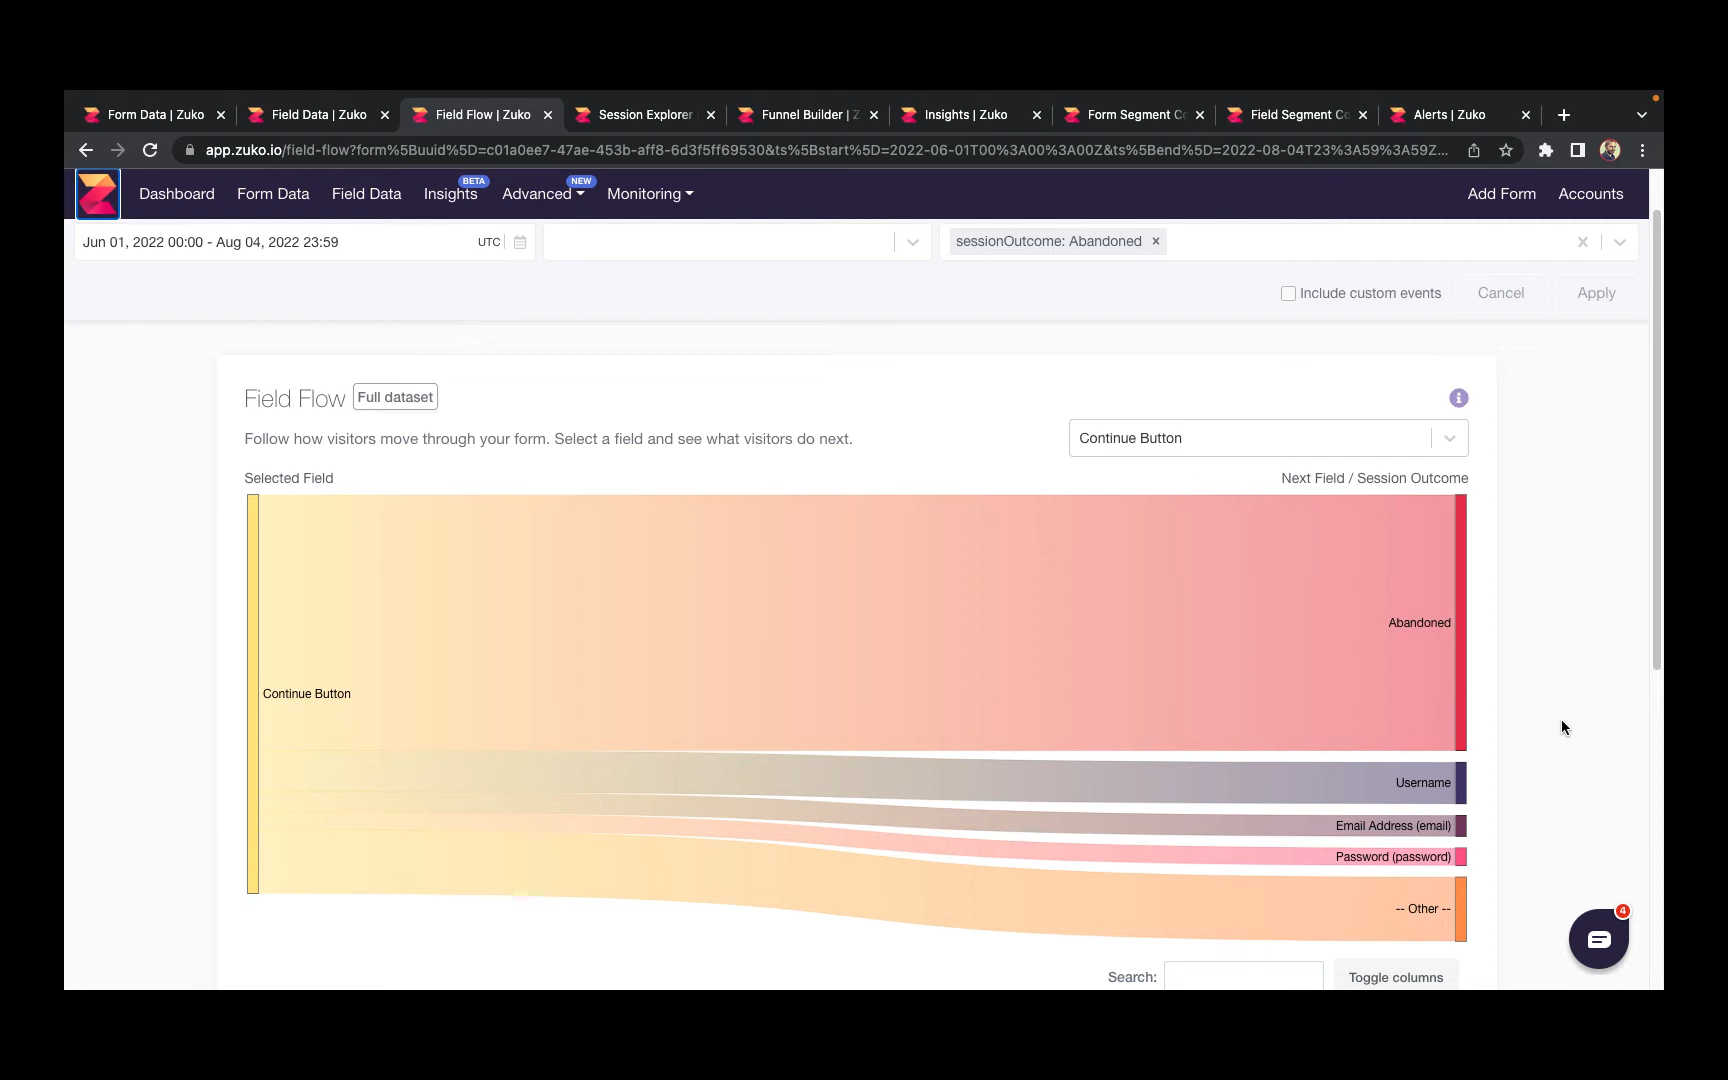 Form Data | Zuko
Field Data | Zuko
Field Flow | Zuko
Session Explorer
Funnel Builder | Z
Insights | Zuko
Form Segment Co
Field Segment Co
Alerts | Zuko
app.zuko.io/field-flow?form%5Buuid%5D=c01a0ee7-47ae-453b-aff8-6d3f5ff69530&ts%5Bstart%5D=2022-06-01T00%3A00%3A00Z&ts%5Bend%5D=2022-08-04T23%3A59%3A59Z...
Dashboard
Form Data
Field Data
Insights
BETA
Advanced
NEW
Monitoring
Add Form
Accounts
Jun 01, 2022 00:00 - Aug 04, 2022 23:59
UTC
sessionOutcome: Abandoned
Include custom events
Cancel
Apply
Field Flow
Full dataset
Follow how visitors move through your form. Select a field and see what visitors do next.
Continue Button
Selected Field
Next Field / Session Outcome
Abandoned
Continue Button
Username
Email Address (email)
Password (password)
-- Other --
4
Search:
Toggle columns